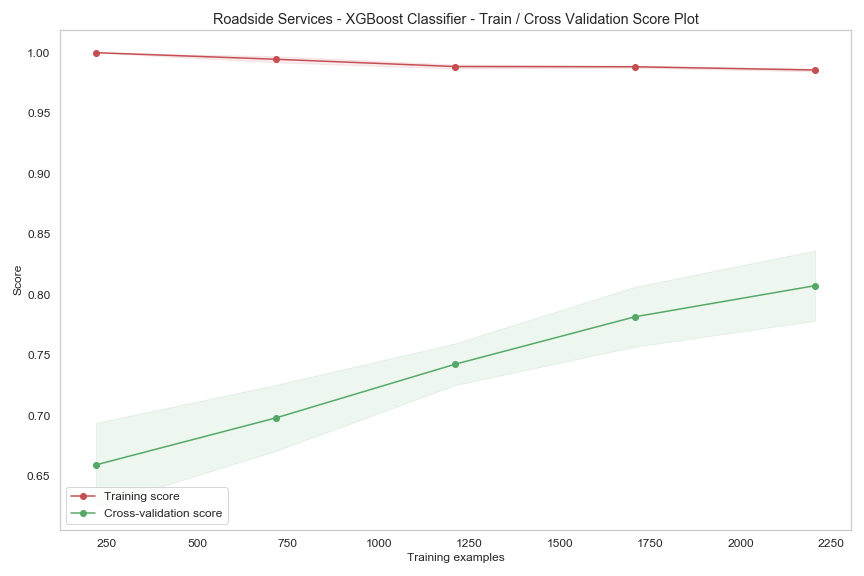 Roadside Services - XGBoost Classifier - Train / Cross Validation Score Plot
1.00
0.95
0.90
0.85
0.80
0.75
0.70
0.65
Score
Training score
Cross-validation score
250 500 750 1000 1250 1500 1750 2000 2250
Training examples